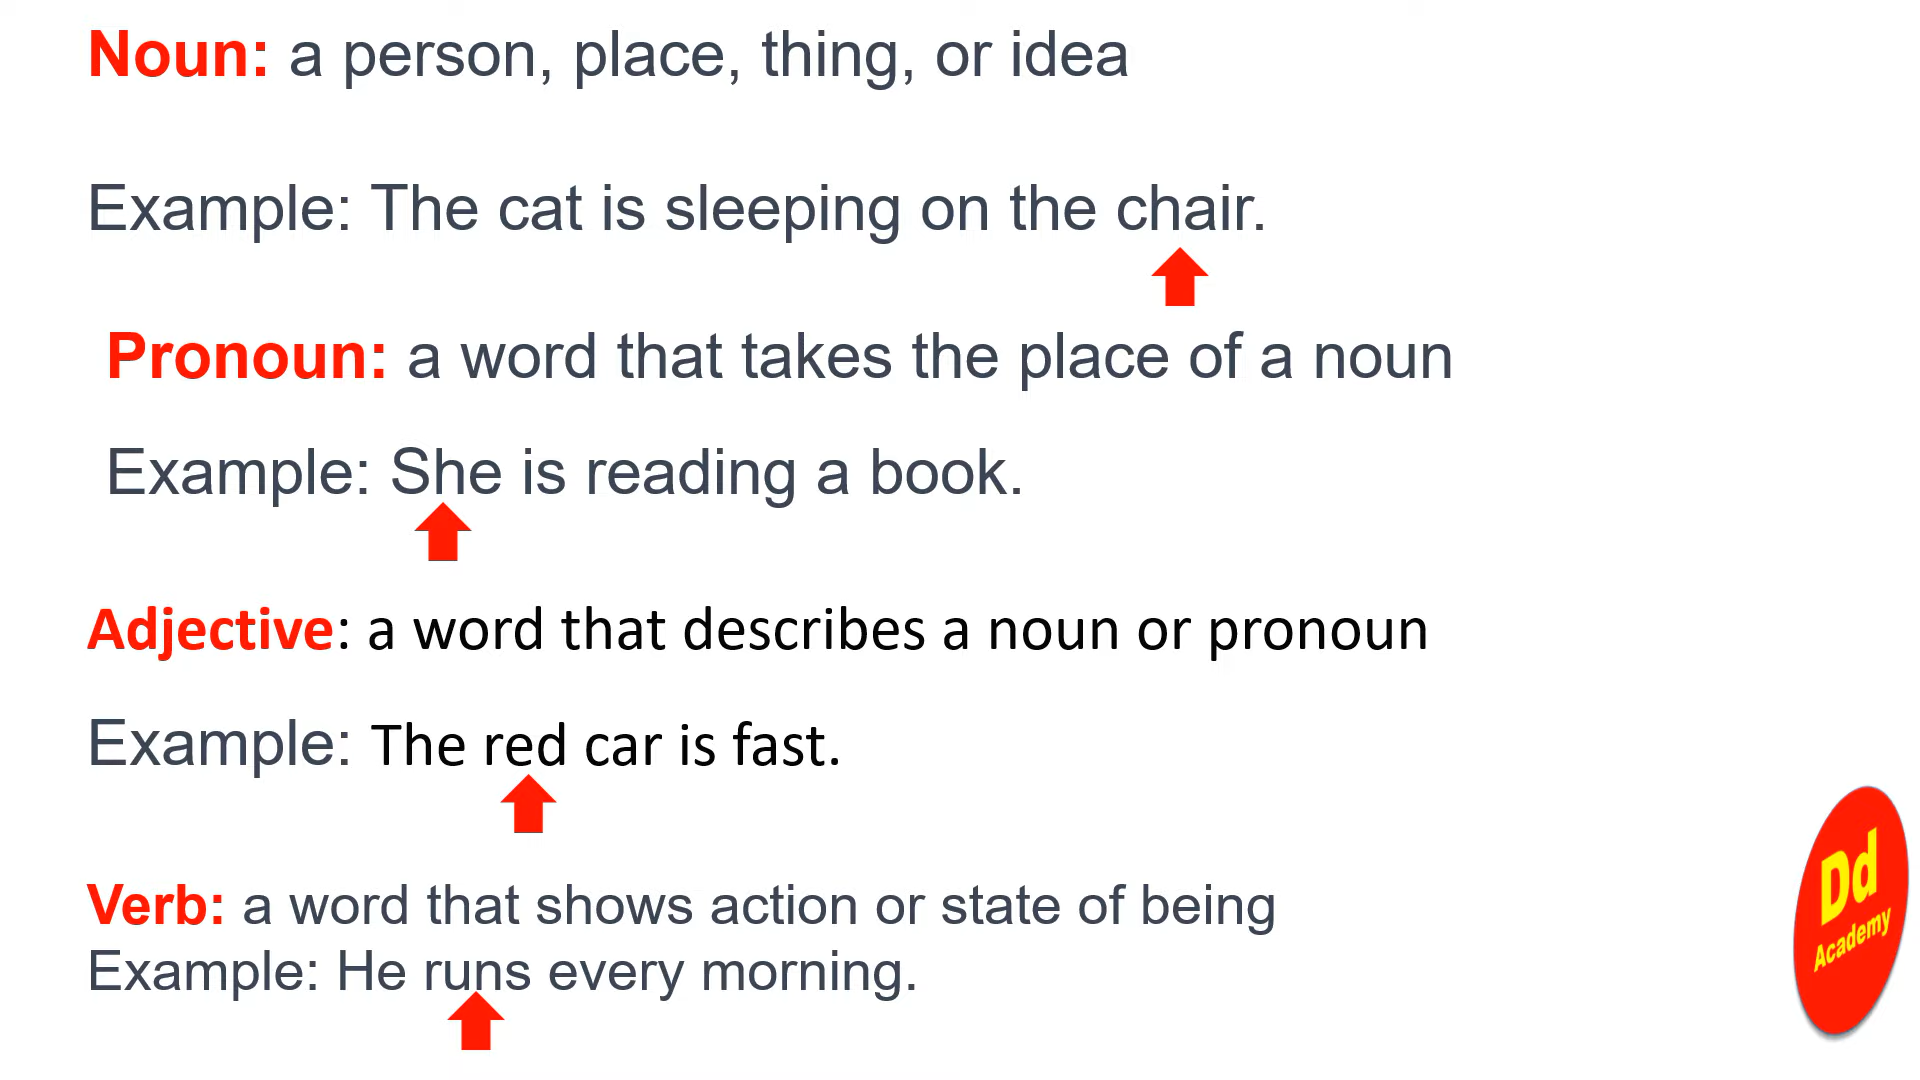 Noun: a person, place, thing, or idea
Example: The cat is sleeping on the chair.
Pronoun: a word that takes the place of a noun
Example: She is reading a book.
Adjective: a word that describes a noun or pronoun
Example: The red car is fast.
Verb: a word that shows action or state of being
Example: He runs every morning.
Dd
Academy